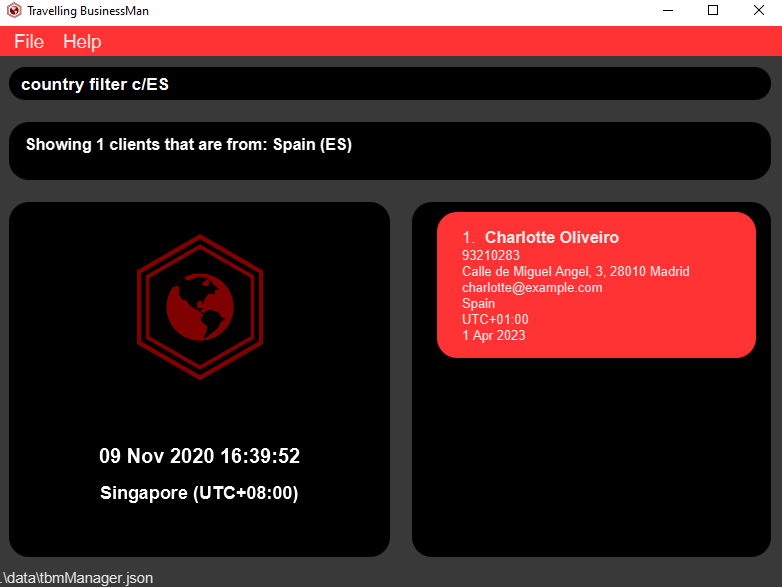 Travelling BusinessMan
File Help
country filter c/ES
Showing 1 clients that are from: Spain (ES)
1. Charlotte Oliveiro
93210283
Calle de Miguel Angel, 3, 28010 Madrid
charlotte@example.com
Spain
UTC+01:00
1 Apr 2023
09 Nov 2020 16:39:52
Singapore (UTC+08:00)
.\data\tbmManager.json